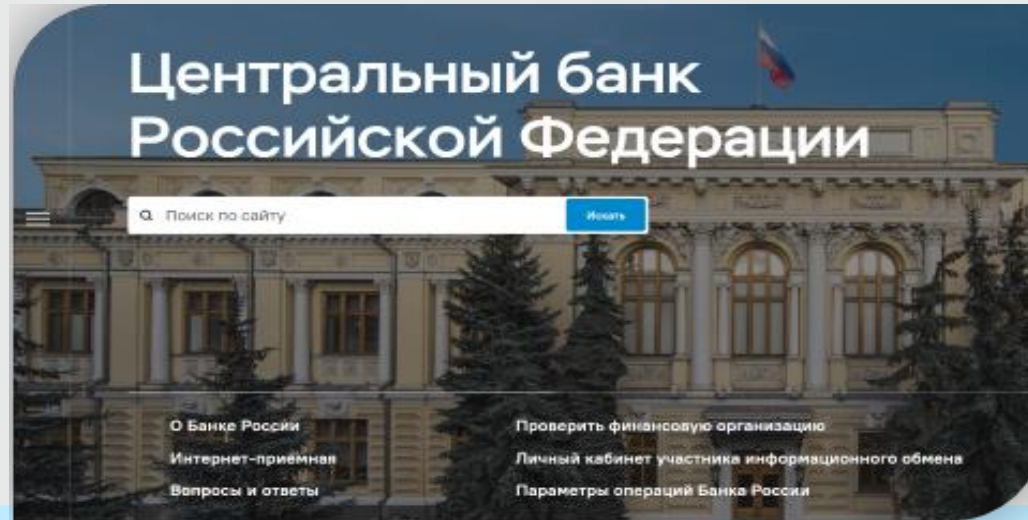 Центральный банк
Российской Федерации
Поиск по сайту
Искать
О Банке России
Проверить финансовую организацию
Интернет-приёмная
Личный кабинет участника информационного обмена
Вопросы и ответы
Параметры операций Банка России